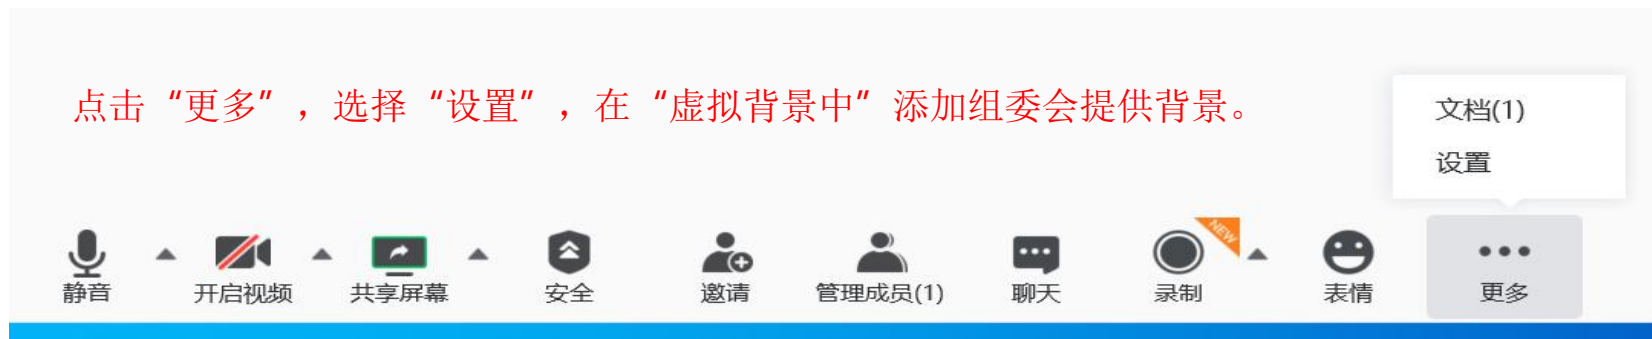 点击“更多”，选择“设置”，在“虚拟背景中”添加组委会提供背景。
文档(1)
设置
NEW
静音
开启视频
共享屏幕
安全
邀请
管理成员(1)
聊天
录制
表情
更多